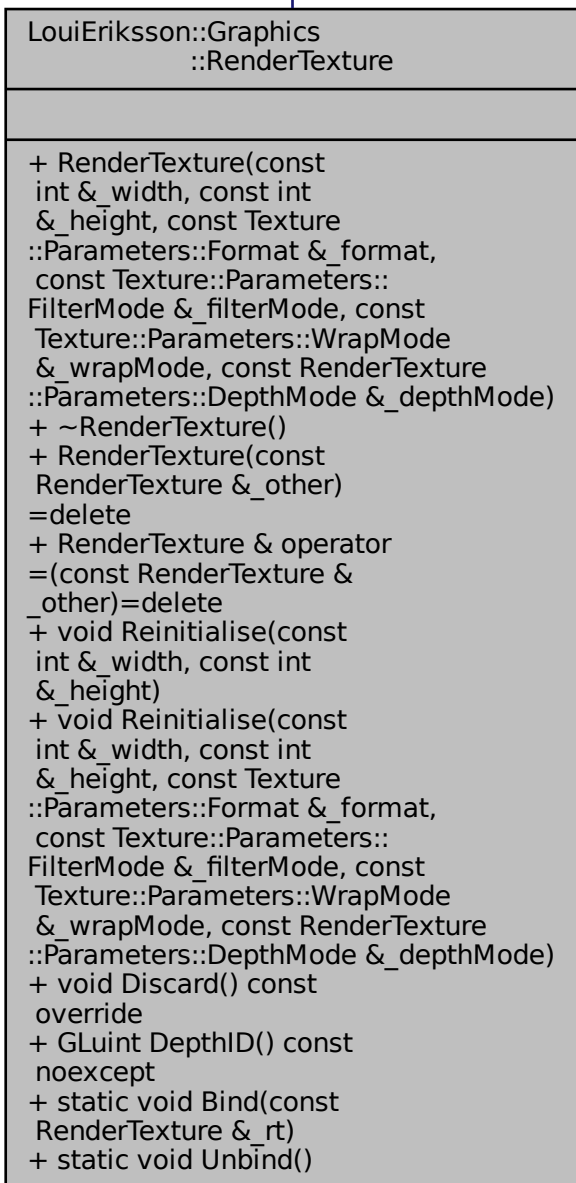 LouiEriksson::Graphics
::RenderTexture
+ RenderTexture(const
int &_width, const int
&_height, const Texture
::Parameters::Format &_format,
const Texture::Parameters::
FilterMode &_filterMode, const
Texture::Parameters::WrapMode
&_wrapMode, const RenderTexture
::Parameters::DepthMode &_depthMode)
+ ~RenderTexture()
+ RenderTexture(const
RenderTexture &_other)
=delete
+ RenderTexture & operator
=(const RenderTexture &
_other)=delete
+ void Reinitialise(const
int &_width, const int
&_height)
+ void Reinitialise(const
int &_width, const int
&_height, const Texture
::Parameters::Format &_format,
const Texture::Parameters::
FilterMode &_filterMode, const
Texture::Parameters::WrapMode
&_wrapMode, const RenderTexture
::Parameters::DepthMode &_depthMode)
+ void Discard() const
override
+ GLuint DepthID() const
noexcept
+ static void Bind(const
RenderTexture &_rt)
+ static void Unbind()